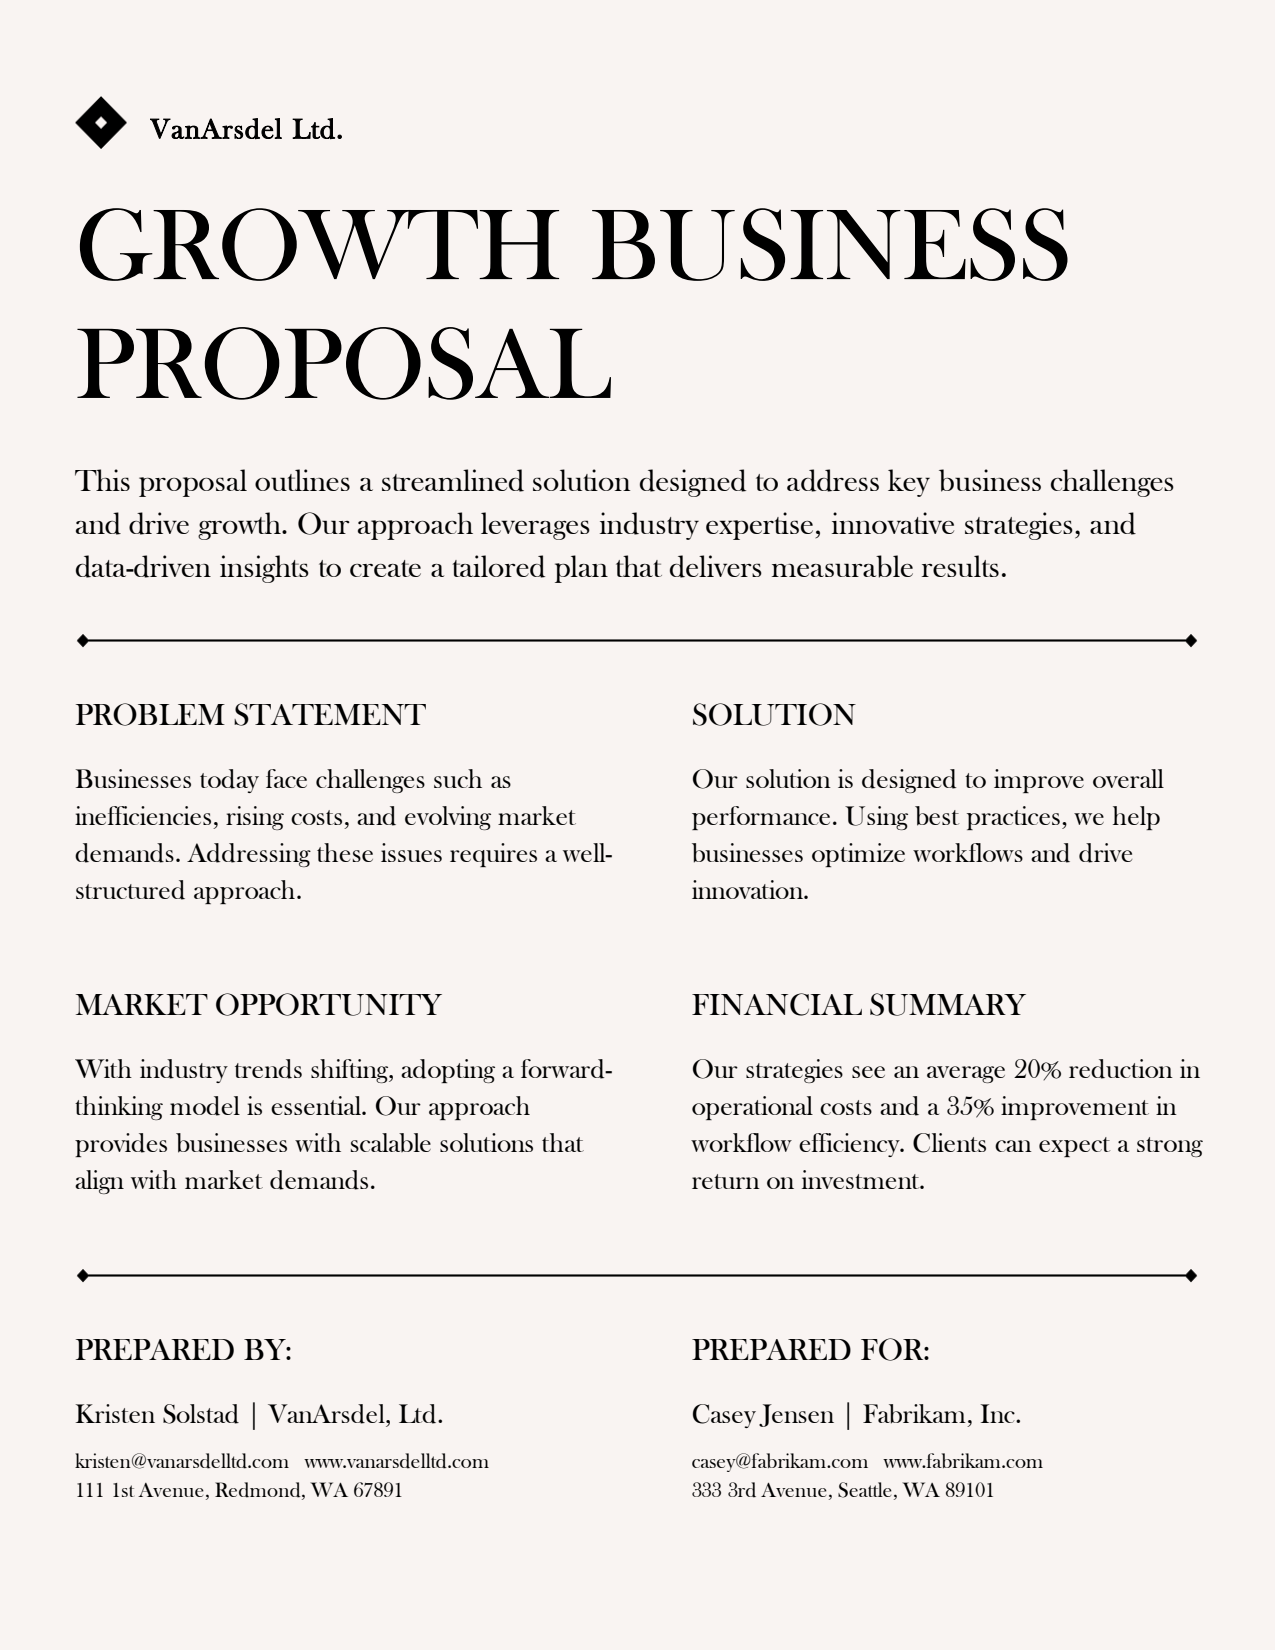 VanArsdel Ltd.
GROWTH BUSINESS
PROPOSAL
This proposal outlines a streamlined solution designed to address key business challenges
and drive growth. Our approach leverages industry expertise, innovative strategies, and
data-driven insights to create a tailored plan that delivers measurable results.
PROBLEM STATEMENT
Businesses today face challenges such as
inefficiencies, rising costs, and evolving market
demands. Addressing these issues requires a well-
structured approach.
SOLUTION
Our solution is designed to improve overall
performance. Using best practices, we help
businesses optimize workflows and drive
innovation.
MARKET OPPORTUNITY
With industry trends shifting, adopting a forward-
thinking model is essential. Our approach
provides businesses with scalable solutions that
align with market demands.
FINANCIAL SUMMARY
Our strategies see an average 20% reduction in
operational costs and a 35% improvement in
workflow efficiency. Clients can expect a strong
return on investment.
PREPARED BY:
Kristen Solstad | VanArsdel, Ltd.
kristen@vanarsdelltd.com www.vanarsdelltd.com
111 1st Avenue, Redmond, WA 67891
PREPARED FOR:
Casey Jensen | Fabrikam, Inc.
casey@fabrikam.com www.fabrikam.com
333 3rd Avenue, Seattle, WA 89101